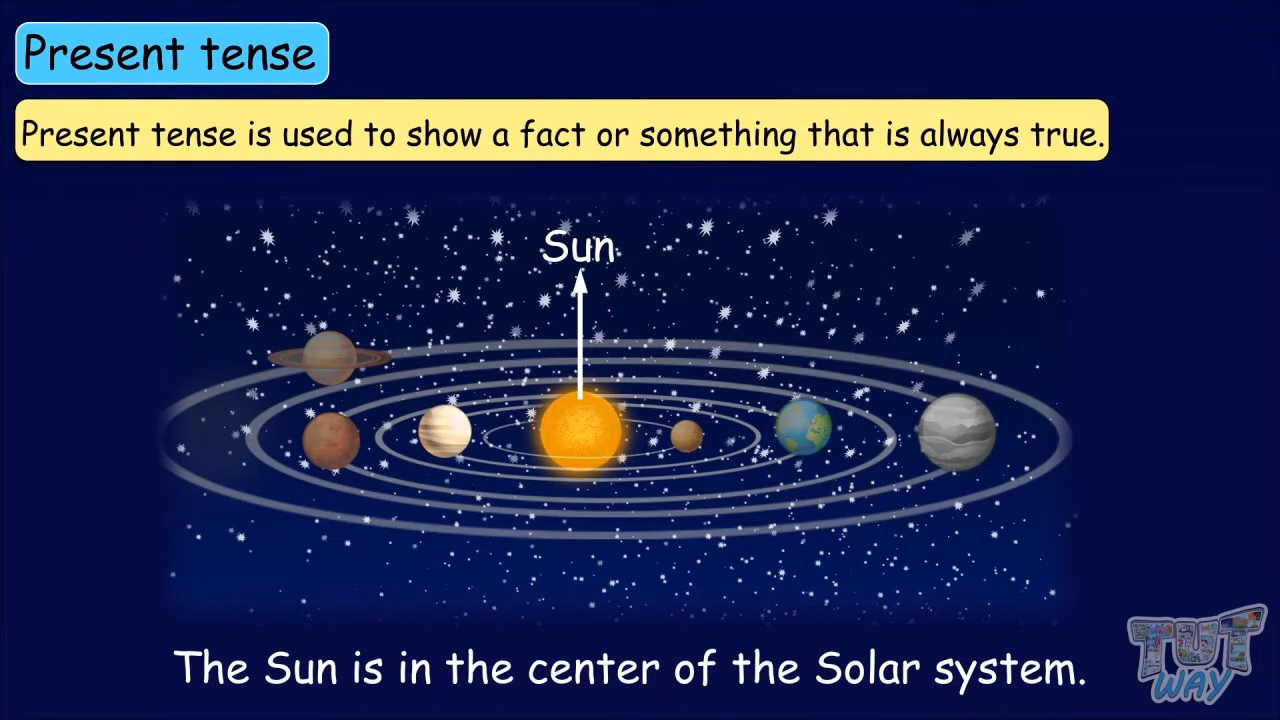 Present tense
Present tense is used to show a fact or something that is always true.
Sun
The Sun is in the center of the Solar system.
TUT
WAY